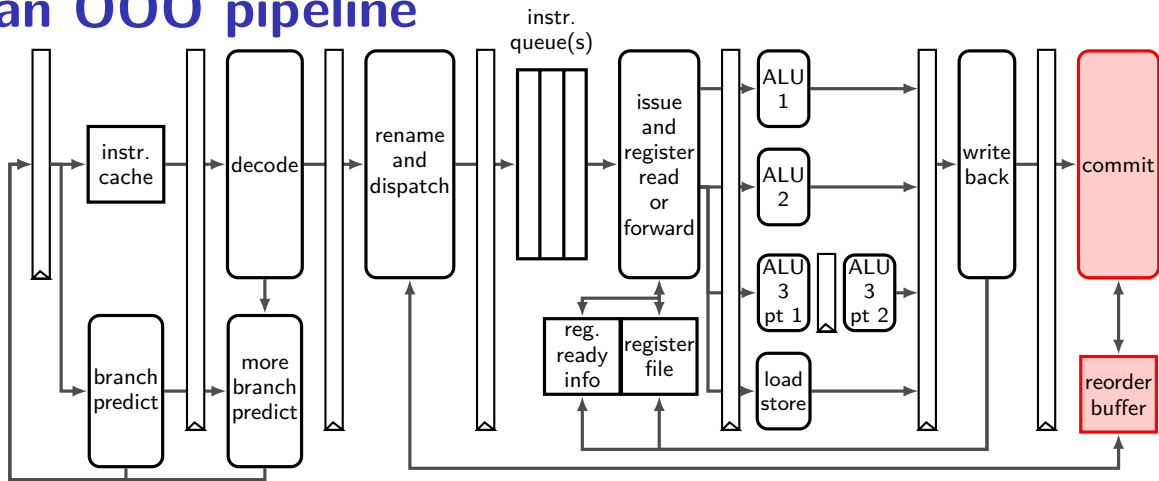 an OOO pipeline
instr.
queue(s)
instr.
cache
decode
rename
and
dispatch
issue
and
register
read
or
forward
ALU
1
ALU
2
ALU
3
pt 1
ALU
3
pt 2
load
store
write
back
commit
branch
predict
more
branch
predict
reg.
ready
info
register
file
reorder
buffer